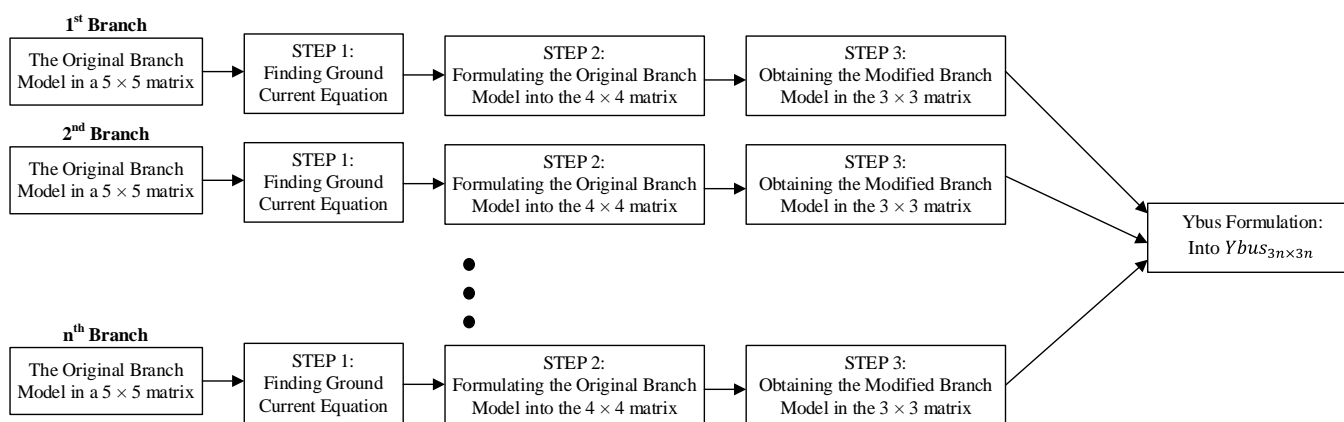 1st Branch
The Original Branch
Model in a 5 × 5 matrix
STEP 1:
Finding Ground
Current Equation
STEP 2:
Formulating the Original Branch
Model into the 4 × 4 matrix
STEP 3:
Obtaining the Modified Branch
Model in the 3 × 3 matrix
2nd Branch
The Original Branch
Model in a 5 × 5 matrix
STEP 1:
Finding Ground
Current Equation
STEP 2:
Formulating the Original Branch
Model into the 4 × 4 matrix
STEP 3:
Obtaining the Modified Branch
Model in the 3 × 3 matrix
Ybus Formulation:
Into Ybus3n×3n
nth Branch
The Original Branch
Model in a 5 × 5 matrix
STEP 1:
Finding Ground
Current Equation
STEP 2:
Formulating the Original Branch
Model into the 4 × 4 matrix
STEP 3:
Obtaining the Modified Branch
Model in the 3 × 3 matrix